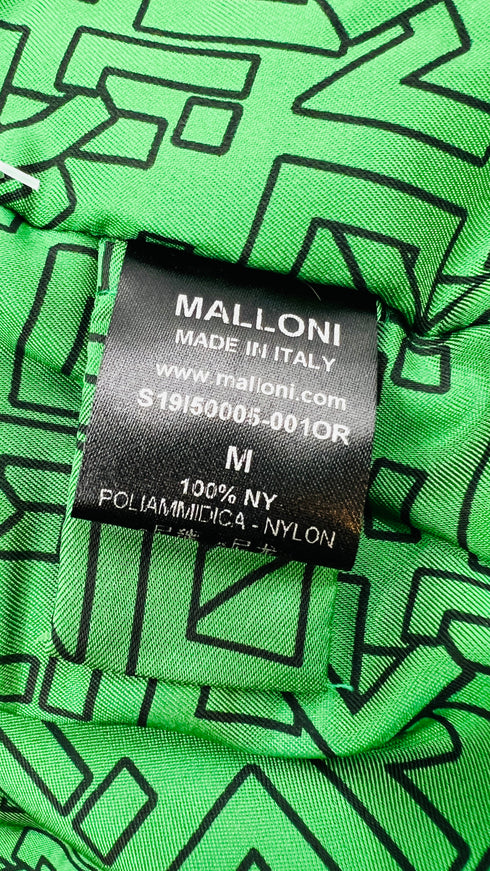 MALLONI
MADE IN ITALY
www.malloni.com
S19I50005-001OR
M
100% NY
POLIAMMIDICA - NYLON